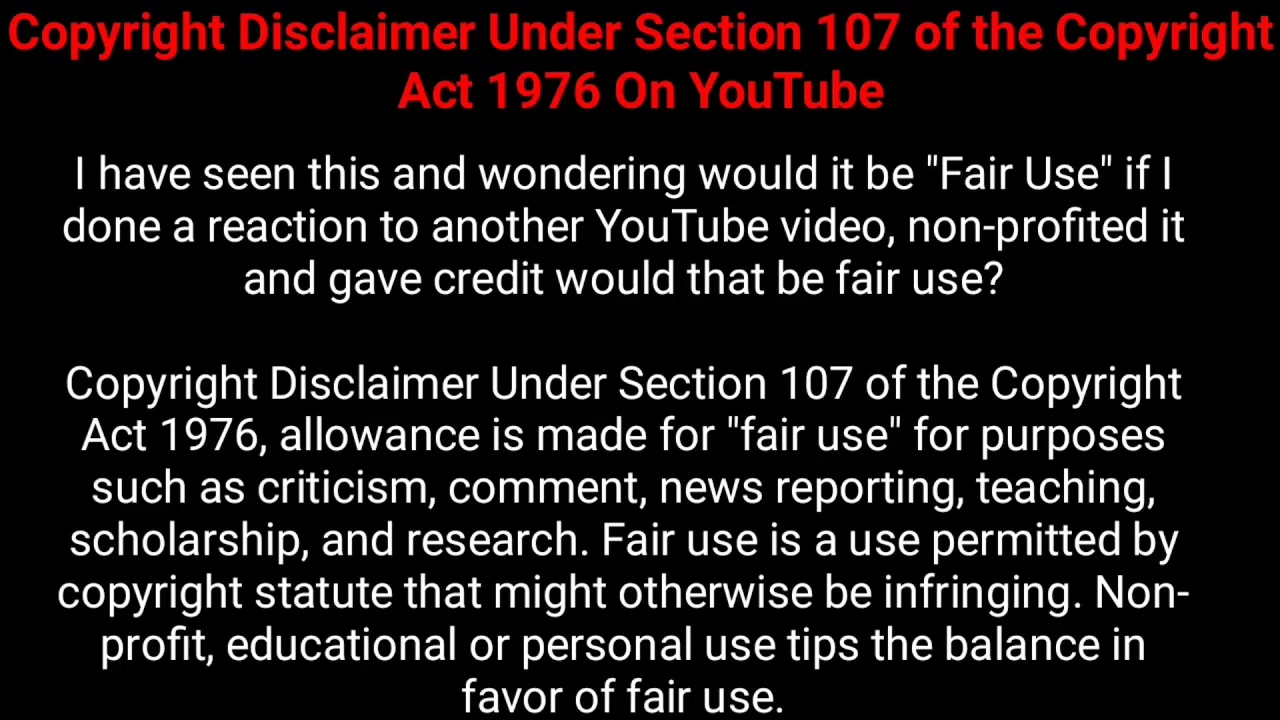 Copyright Disclaimer Under Section 107 of the Copyright
Act 1976 On YouTube
I have seen this and wondering would it be "Fair Use" if I
done a reaction to another YouTube video, non-profited it
and gave credit would that be fair use?
Copyright Disclaimer Under Section 107 of the Copyright
Act 1976, allowance is made for "fair use" for purposes
such as criticism, comment, news reporting, teaching,
scholarship, and research. Fair use is a use permitted by
copyright statute that might otherwise be infringing. Non-
profit, educational or personal use tips the balance in
favor of fair use.